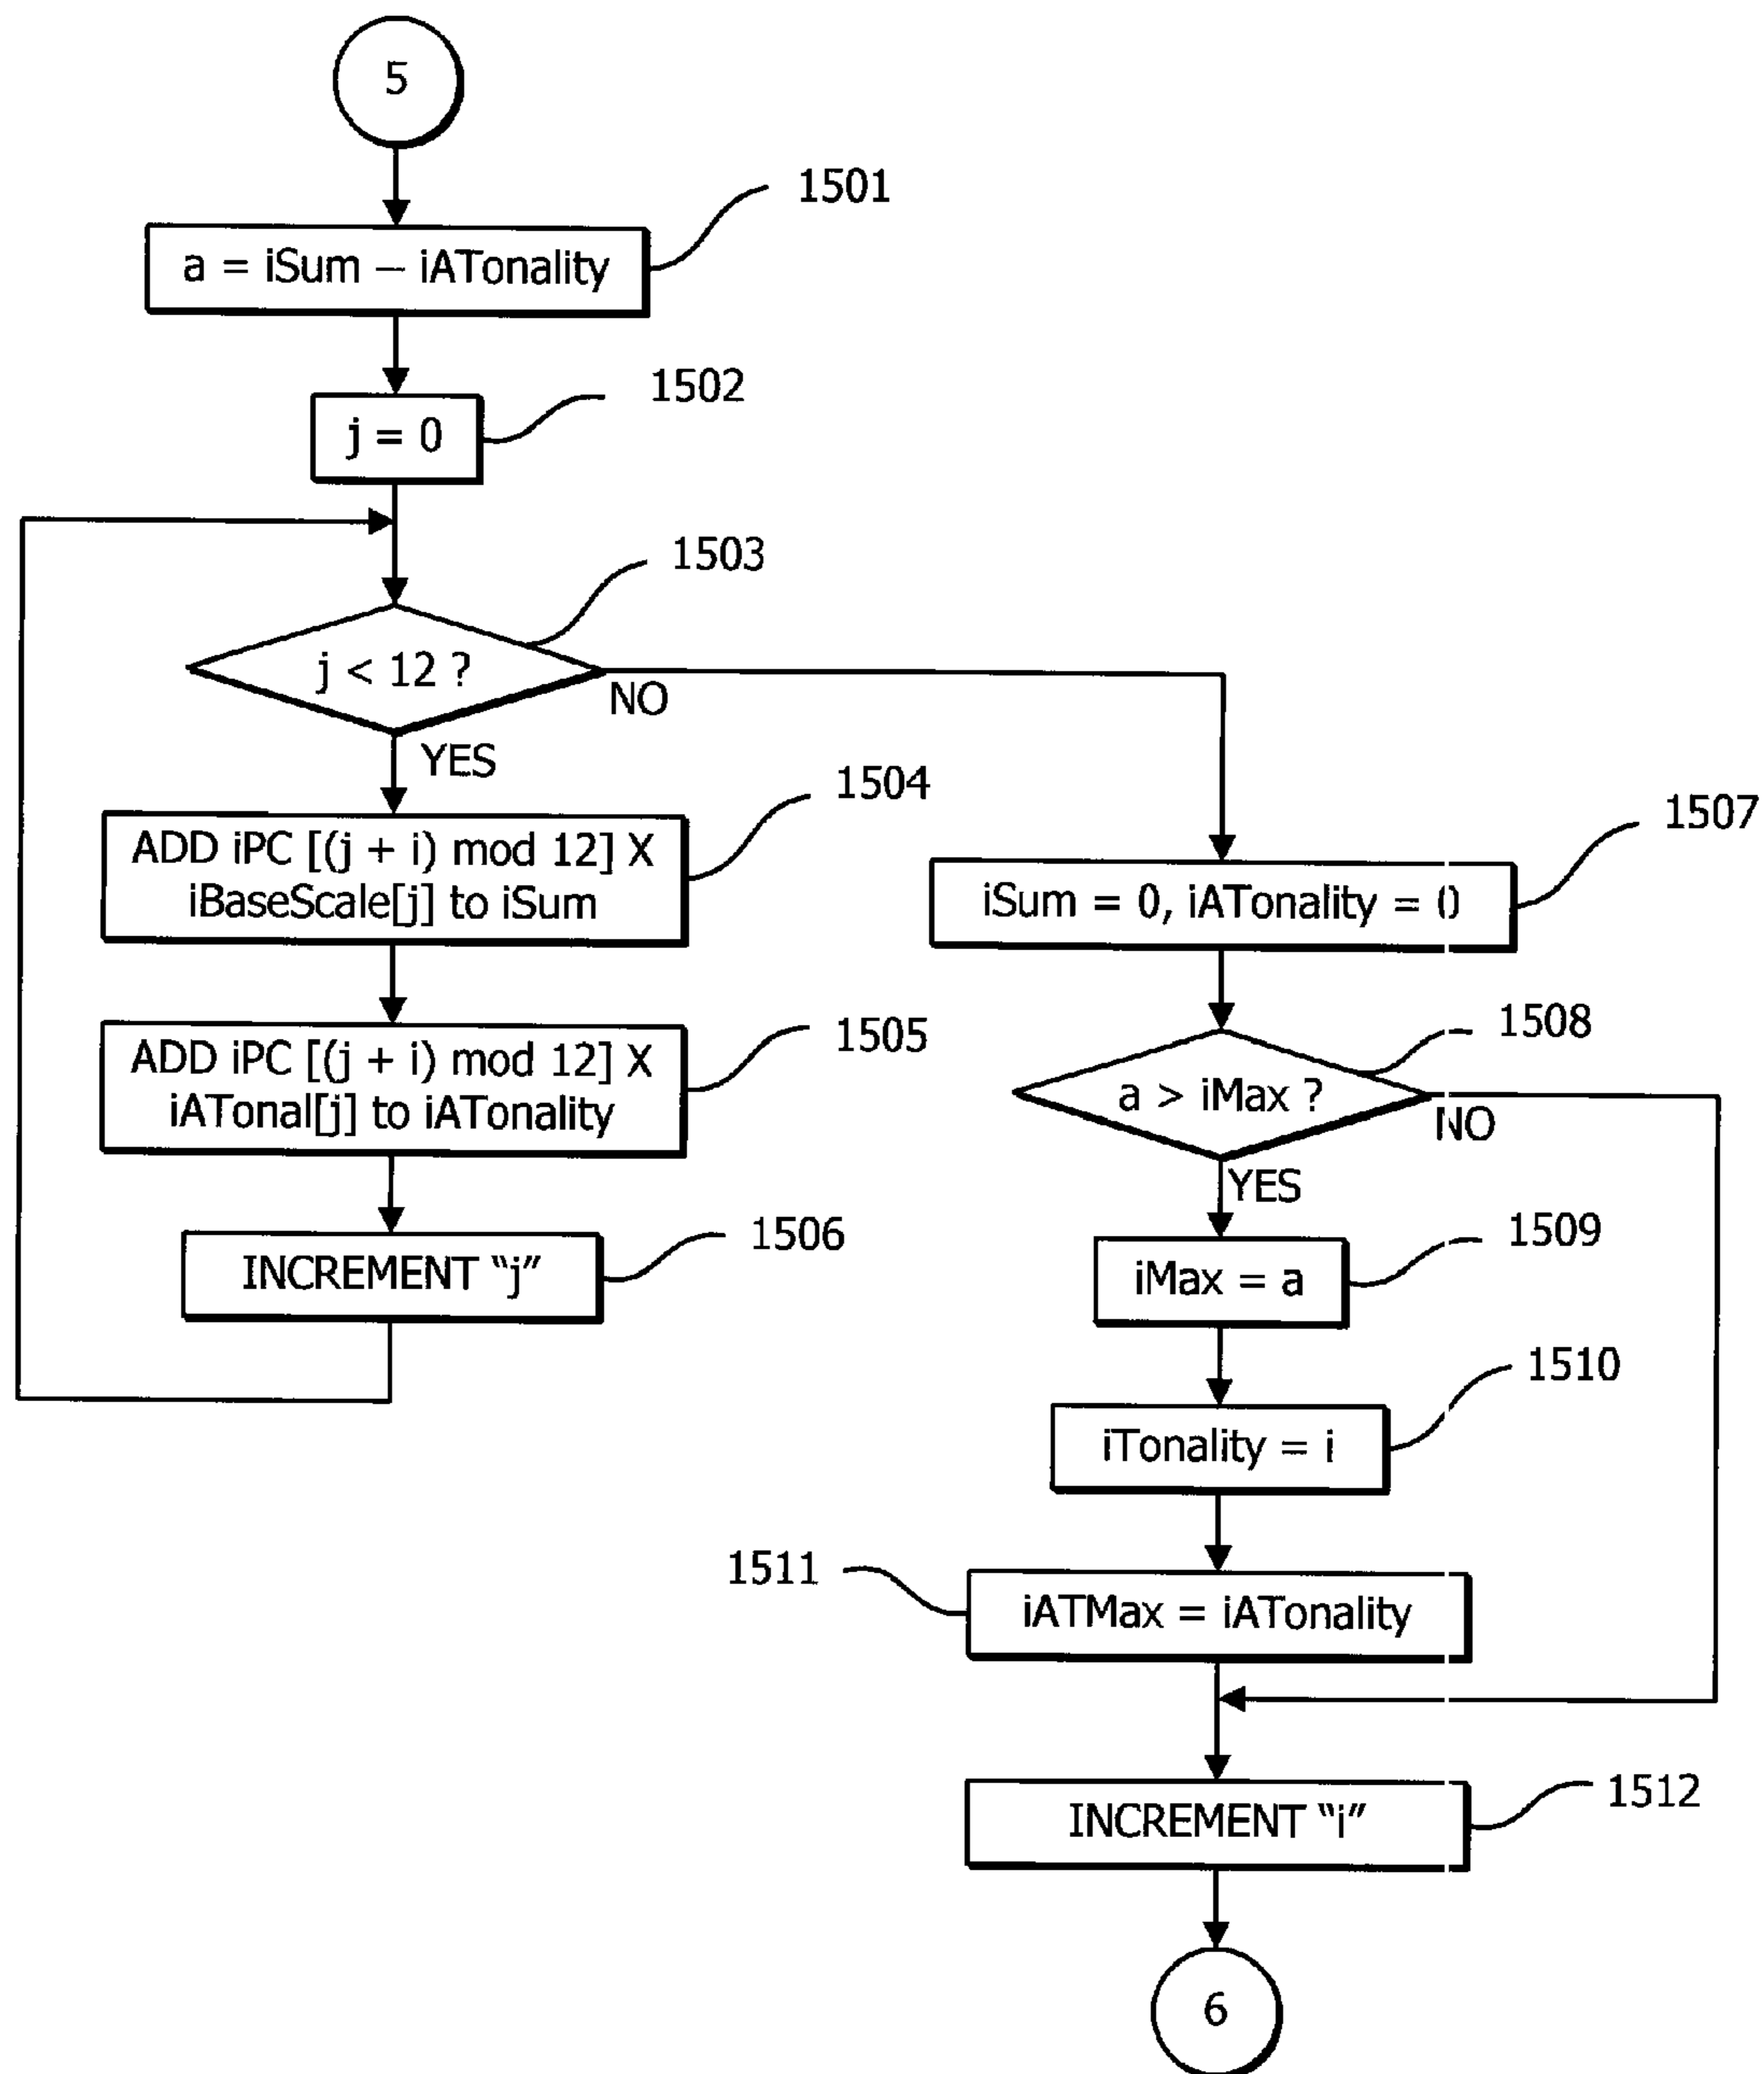 5
1501
a = iSum – iATonality
1502
j = 0
1503
j < 12 ?
NO
YES
1504
ADD iPC [(j + i) mod 12] X
iBaseScale[j] to iSum
1505
ADD iPC [(j + i) mod 12] X
iATonal[j] to iATonality
1506
INCREMENT “j”
1507
iSum = 0, iATonality = 0
1508
a > iMax ?
NO
YES
1509
iMax = a
1510
iTonality = i
1511
iATMax = iATonality
1512
INCREMENT “i”
6